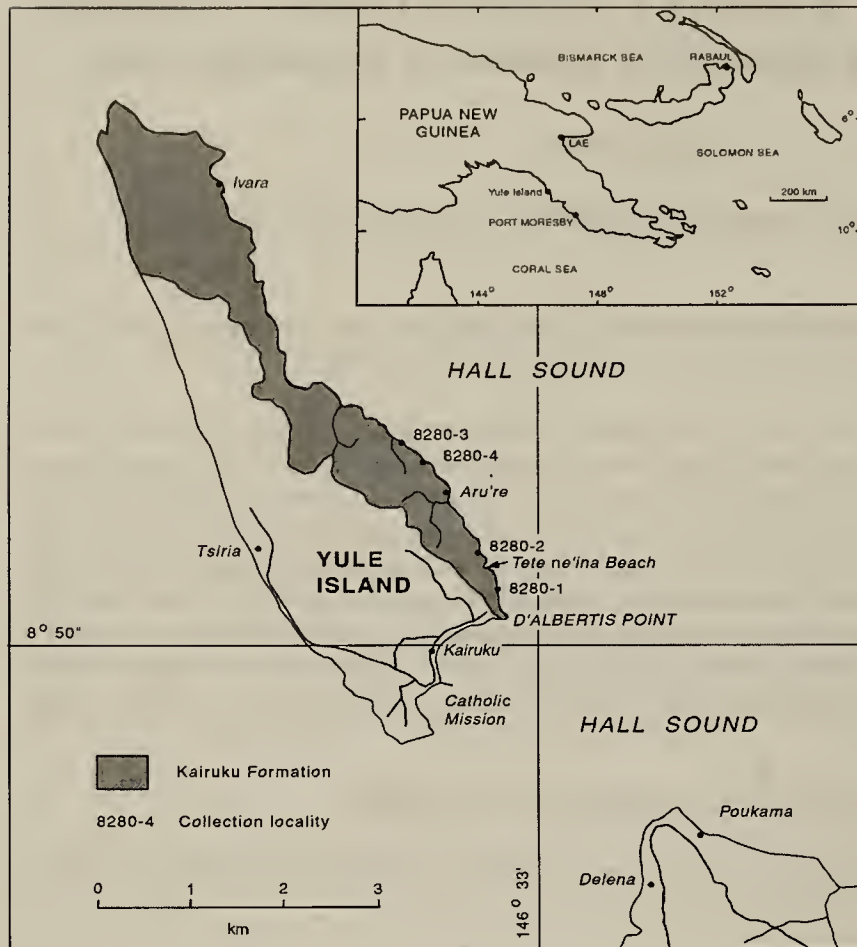 BISMARCK SEA
RABAUL
PAPUA NEW
GUINEA
6°
LAE
SOLOMON SEA
Yule Island
200 km
PORT MORESBY
10°
CORAL SEA
144°
148°
152°
Ivara
HALL SOUND
8280-3
8280-4
Aru're
Tsiria
YULE
ISLAND
8280-2
Tete ne'ina Beach
8280-1
D'ALBERTIS POINT
8° 50"
Kairuku
Catholic
Mission
HALL SOUND
Kairuku Formation
8280-4 Collection locality
Poukama
Delena
0 1 2 3
km
146° 33'